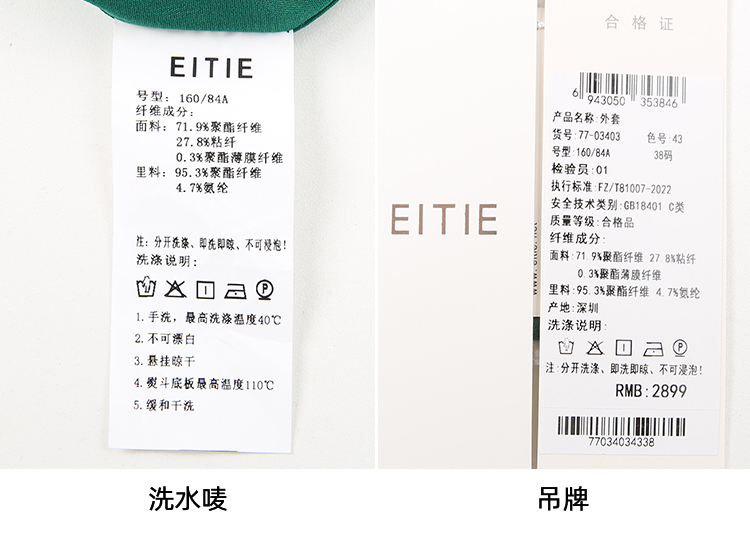 EITIE
号型: 160/84A
纤维成分:
面料: 71.9%聚酯纤维
27.8%粘纤
0.3%聚酯薄膜纤维
里料: 95.3%聚酯纤维
4.7%氨纶
注: 分开洗涤、即洗即晾、不可浸泡!
洗涤说明:
1.手洗，最高洗涤温度40℃
2.不可漂白
3.悬挂晾干
4.熨斗底板最高温度110℃
5.缓和干洗
洗水唛
EITIE
合格证
6 943050 353846
产品名称:外套
货号:77-03403 色号:43
号型:160/84A 38码
检验员:01
执行标准:FZ/T81007-2022
安全技术类别:GB18401 C类
质量等级:合格品
纤维成分:
面料:71.9%聚酯纤维 27.8%粘纤
0.3%聚酯薄膜纤维
里料:95.3%聚酯纤维 4.7%氨纶
产地:深圳
洗涤说明:
注:分开洗涤、即洗即晾、不可浸泡!
RMB:2899
77034034338
吊牌